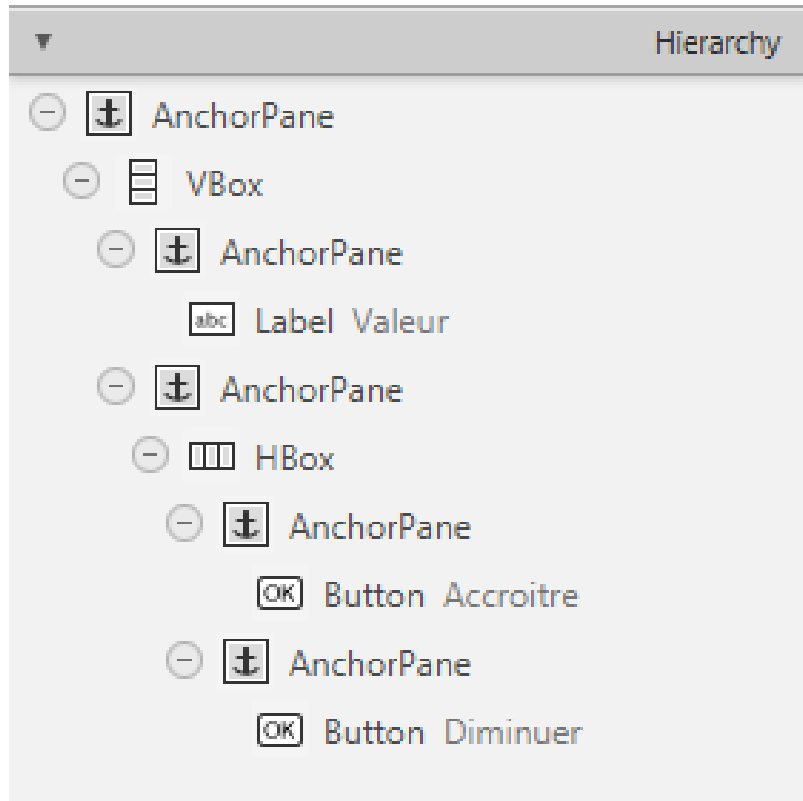 Hierarchy
AnchorPane
VBox
AnchorPane
abc Label Valeur
AnchorPane
HBox
AnchorPane
OK Button Accroitre
AnchorPane
OK Button Diminuer